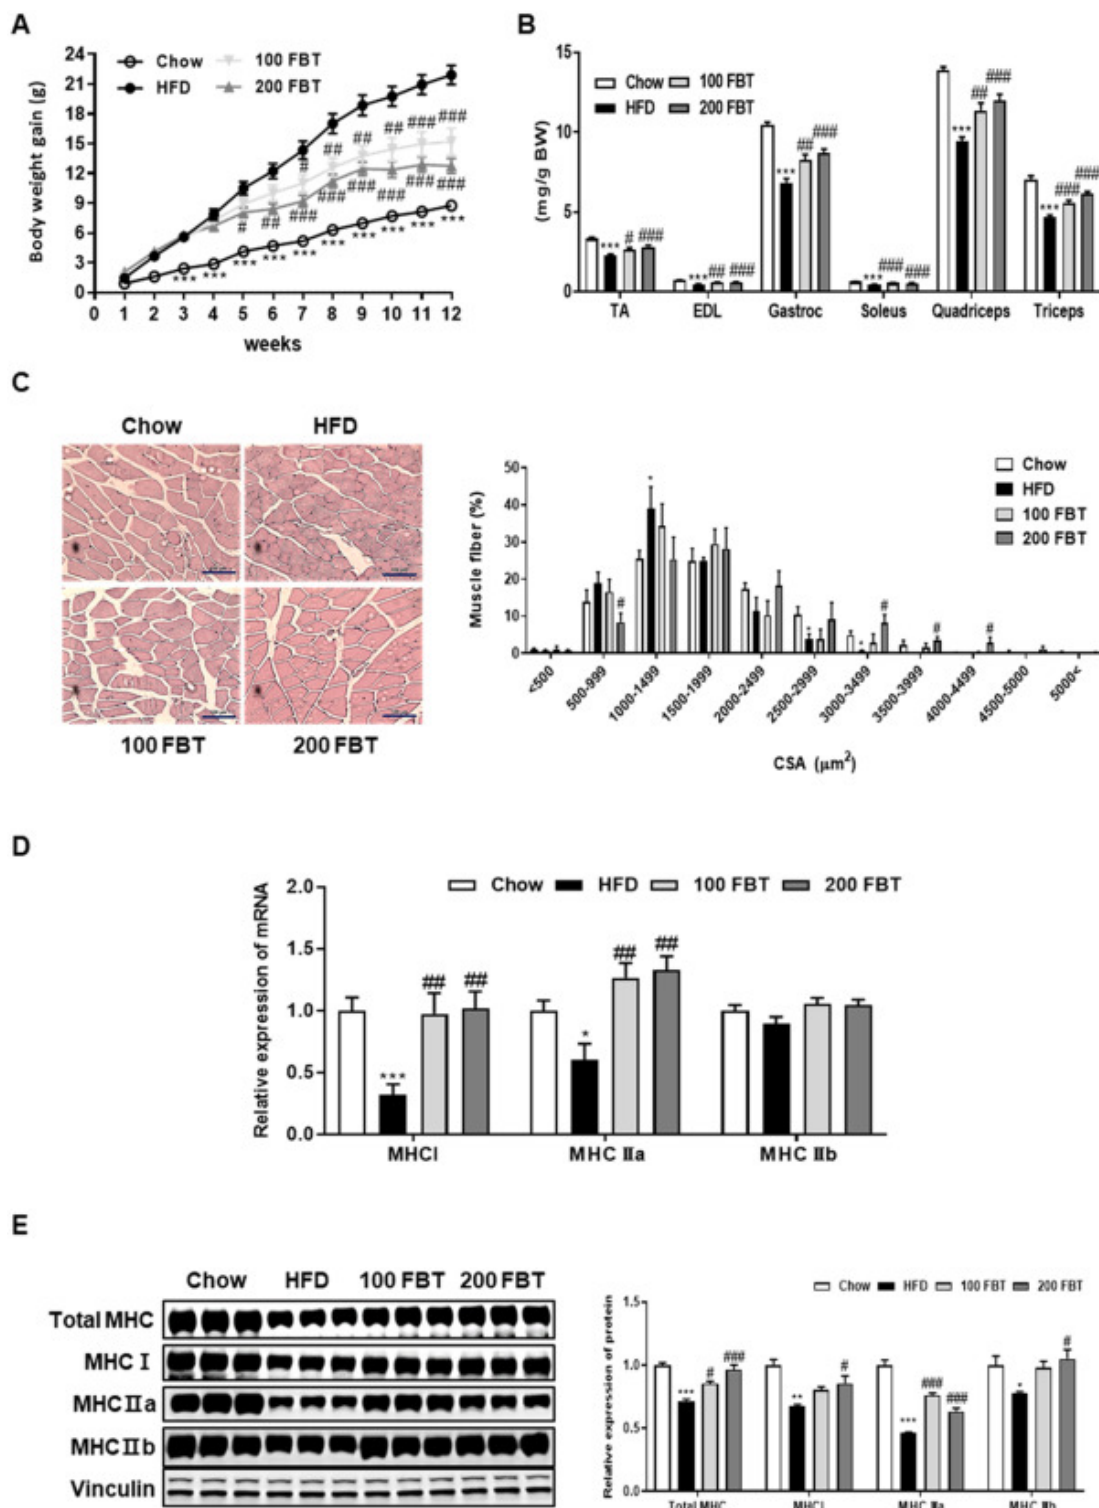 A
Chow
HFD
100 FBT
200 FBT
Body weight gain (g)
24
21
18
15
12
9
6
3
0
# ## ## ## ### ###
# ## ### ### ### ### ### ###
*** *** *** *** *** *** *** *** *** ***
0 1 2 3 4 5 6 7 8 9 10 11 12
weeks
B
Chow
HFD
100 FBT
200 FBT
(mg/g BW)
15
10
5
0
*** # ###
*** ## ###
*** ## ###
*** ### ###
*** ## ###
*** ### ###
TA EDL Gastroc Soleus Quadriceps Triceps
C
Chow HFD
100 FBT 200 FBT
Chow
HFD
100 FBT
200 FBT
Muscle fiber (%)
50
40
30
20
10
0
# * * * # # #
<500 500-999 1000-1499 1500-1999 2000-2499 2500-2999 3000-3499 3500-3999 4000-4499 4500-5000 5000<
CSA (μm²)
D
Chow HFD 100 FBT 200 FBT
Relative expression of mRNA
2.0
1.5
1.0
0.5
0.0
*** ## ##
* ## ##
MHCI MHC Ⅱa MHC Ⅱb
E
Chow HFD 100 FBT 200 FBT
Total MHC
MHC Ⅰ
MHCⅡa
MHCⅡb
Vinculin
Chow HFD 100 FBT 200 FBT
Relative expression of protein
1.5
1.0
0.5
0.0
*** # ###
** #
*** ### ###
* #
Total MHC MHCI MHC Ⅱa MHC Ⅱb